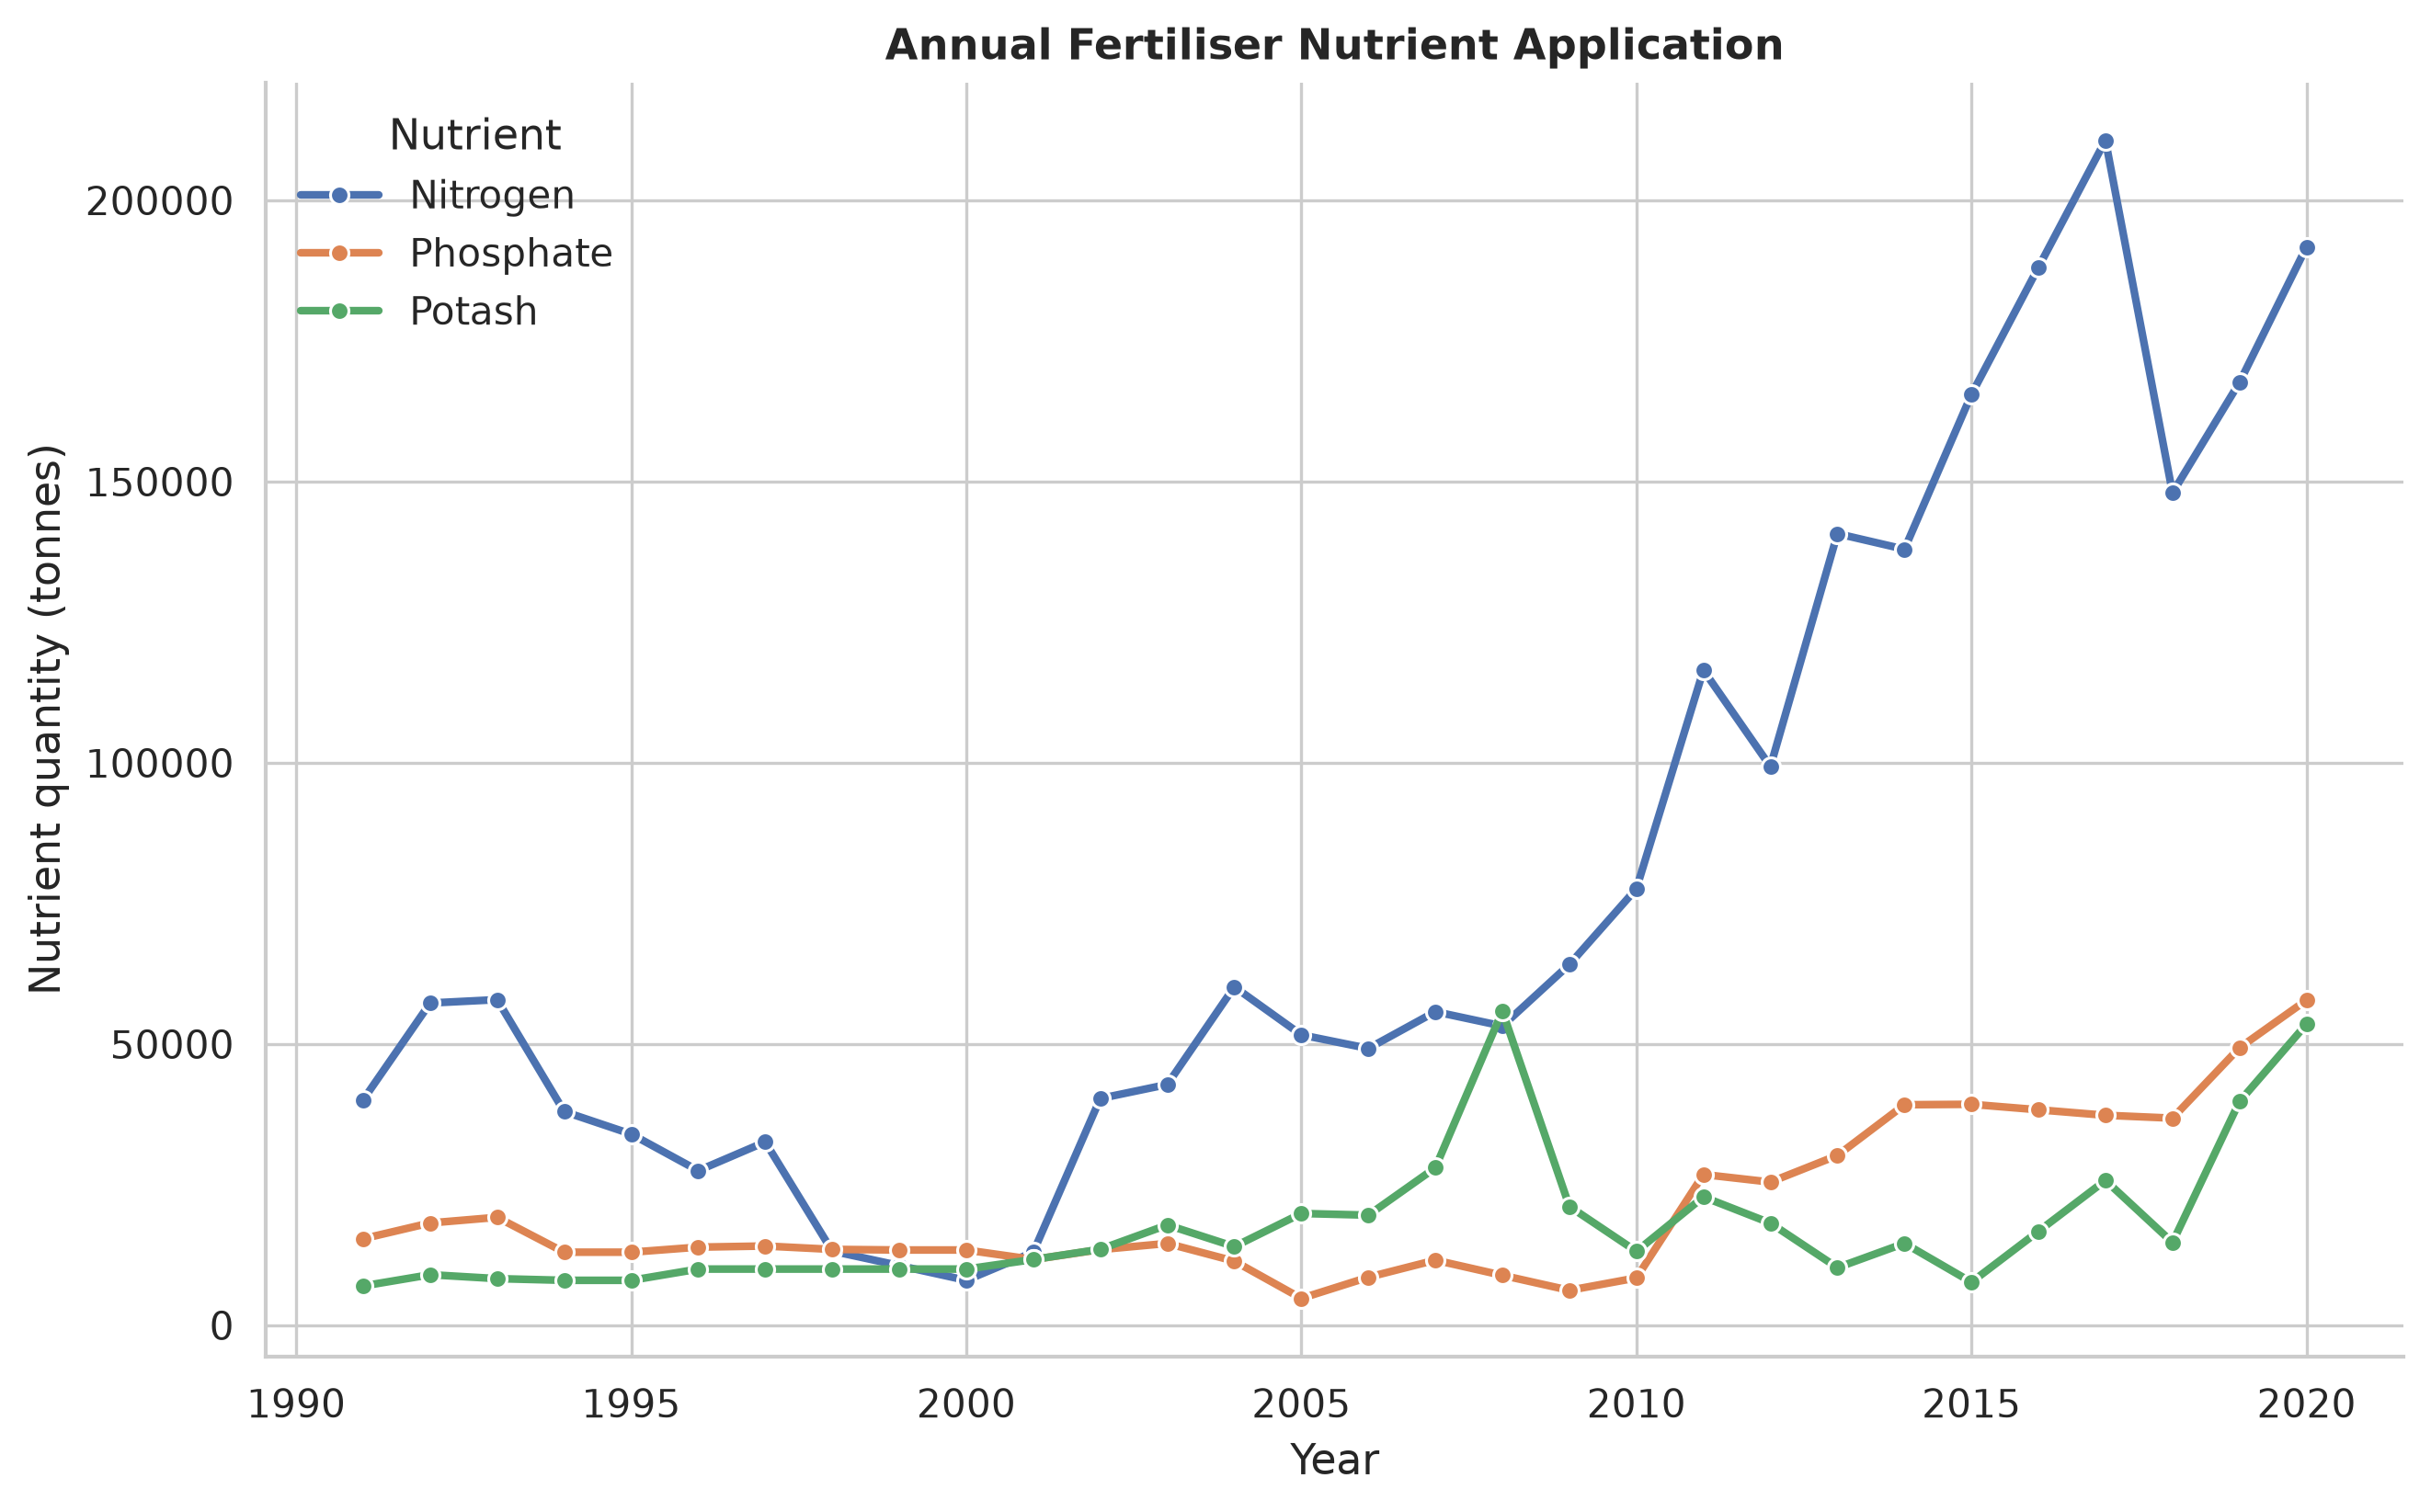 Annual Fertiliser Nutrient Application
Nutrient
Nitrogen
Phosphate
Potash
Nutrient quantity (tonnes)
200000
150000
100000
50000
0
1990 1995 2000 2005 2010 2015 2020
Year